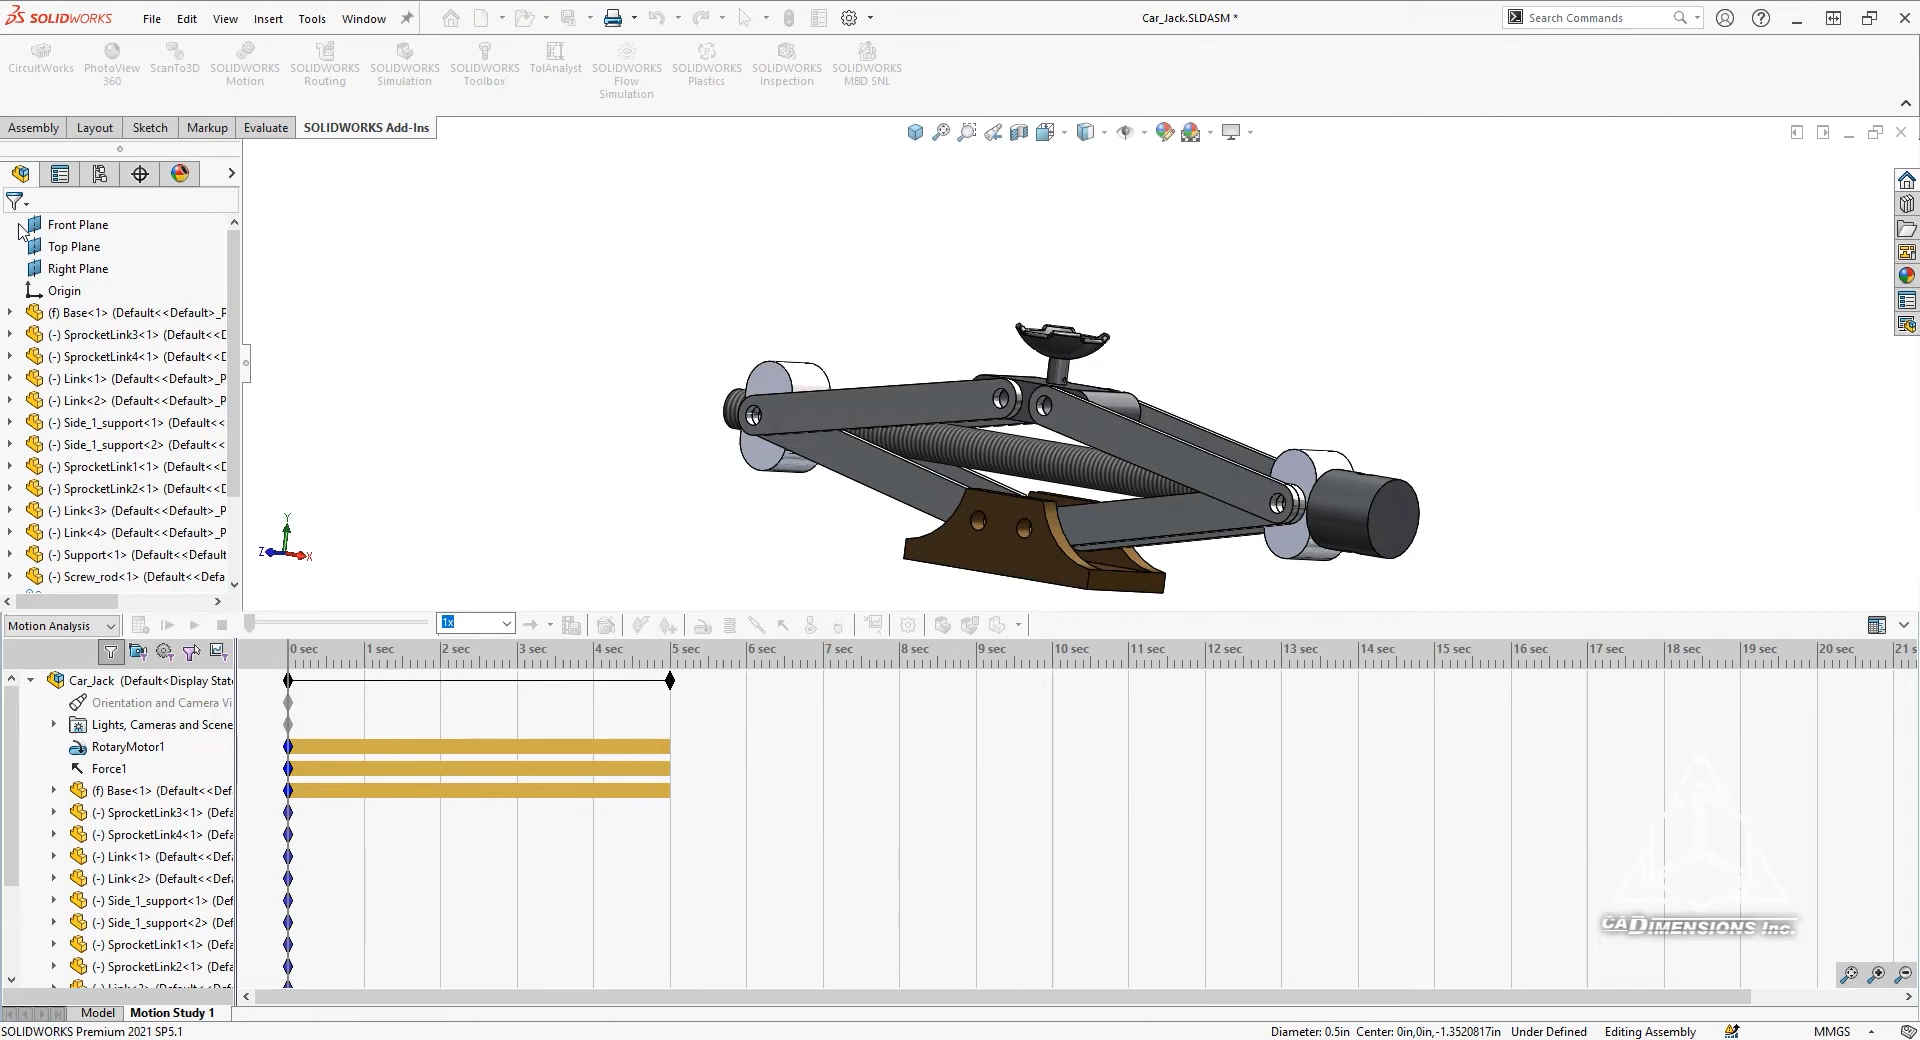 SOLIDWORKS File Edit View Insert Tools Window Car_Jack.SLDASM * Search Commands
CircuitWorks PhotoView 360 ScanTo3D SOLIDWORKS Motion SOLIDWORKS Routing SOLIDWORKS Simulation SOLIDWORKS Toolbox TolAnalyst SOLIDWORKS Flow Simulation SOLIDWORKS Plastics SOLIDWORKS Inspection SOLIDWORKS MBD SNL
Assembly Layout Sketch Markup Evaluate SOLIDWORKS Add-Ins
Front Plane
Top Plane
Right Plane
Origin
(f) Base<1> (Default<<Default>_P
(-) SprocketLink3<1> (Default<<D
(-) SprocketLink4<1> (Default<<D
(-) Link<1> (Default<<Default>_P
(-) Link<2> (Default<<Default>_P
(-) Side_1_support<1> (Default<<
(-) Side_1_support<2> (Default<<
(-) SprocketLink1<1> (Default<<D
(-) SprocketLink2<1> (Default<<D
(-) Link<3> (Default<<Default>_P
(-) Link<4> (Default<<Default>_P
(-) Support<1> (Default<<Default
(-) Screw_rod<1> (Default<<Defa
Y
Z X
Motion Analysis 1x
0 sec 1 sec 2 sec 3 sec 4 sec 5 sec 6 sec 7 sec 8 sec 9 sec 10 sec 11 sec 12 sec 13 sec 14 sec 15 sec 16 sec 17 sec 18 sec 19 sec 20 sec 21 s
Car_Jack (Default<Display State
Orientation and Camera Vi
Lights, Cameras and Scene
RotaryMotor1
Force1
(f) Base<1> (Default<<Def
(-) SprocketLink3<1> (Defa
(-) SprocketLink4<1> (Defa
(-) Link<1> (Default<<Defa
(-) Link<2> (Default<<Defa
(-) Side_1_support<1> (Def
(-) Side_1_support<2> (Def
(-) SprocketLink1<1> (Defa
(-) SprocketLink2<1> (Defa
CADIMENSIONS Inc.
Model Motion Study 1
SOLIDWORKS Premium 2021 SP5.1 Diameter: 0.5in Center: 0in,0in,-1.3520817in Under Defined Editing Assembly MMGS